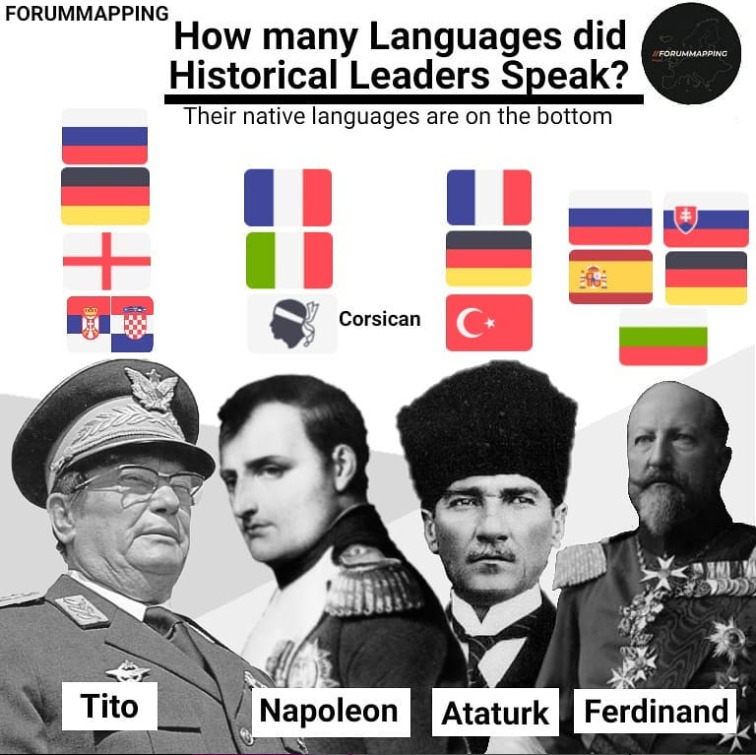 FORUMMAPPING
How many Languages did
Historical Leaders Speak?
//FORUMMAPPING
Their native languages are on the bottom
Corsican
Tito
Napoleon
Ataturk
Ferdinand